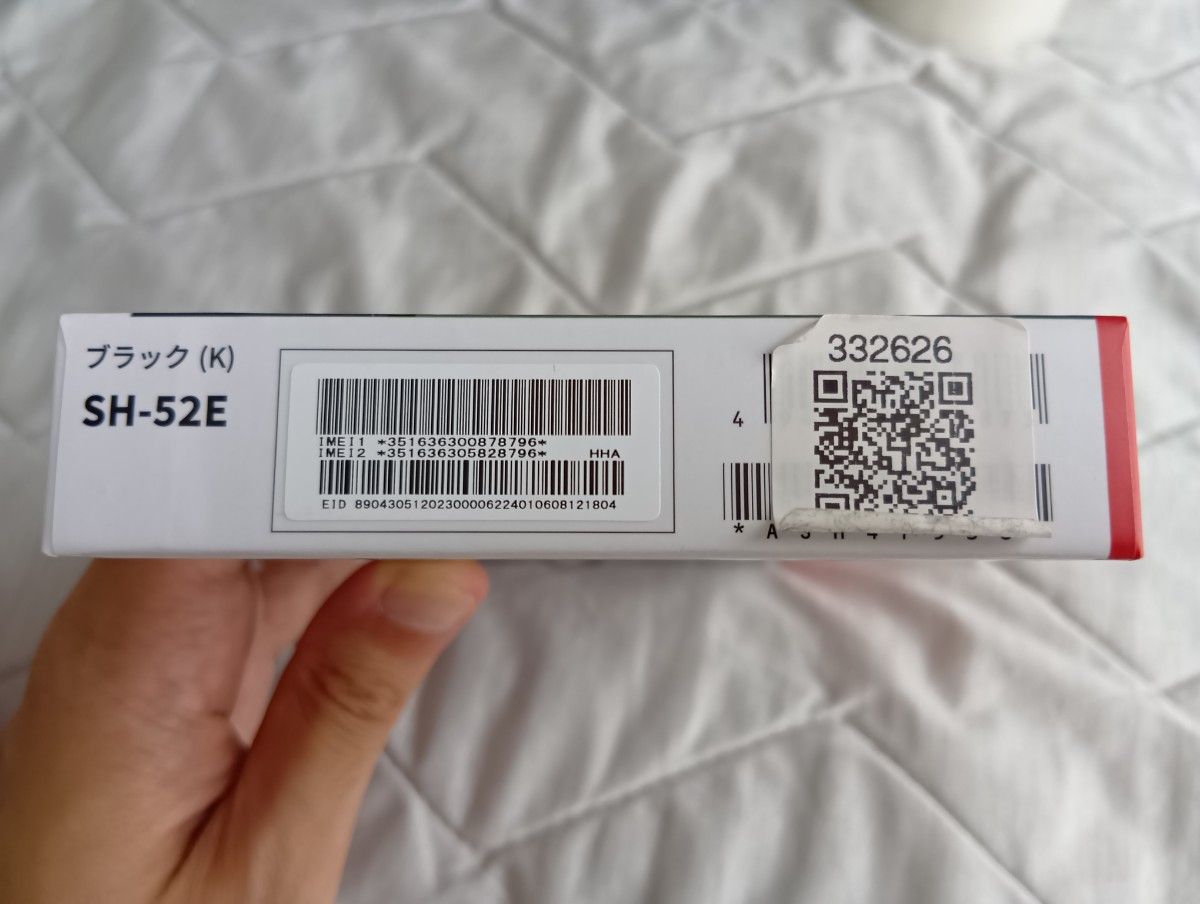 ブラック (K)
SH-52E
IMEI1 *351636300878796*
IMEI2 *351636305828796* HHA
EID 89043051202300006224010608121804
332626
4